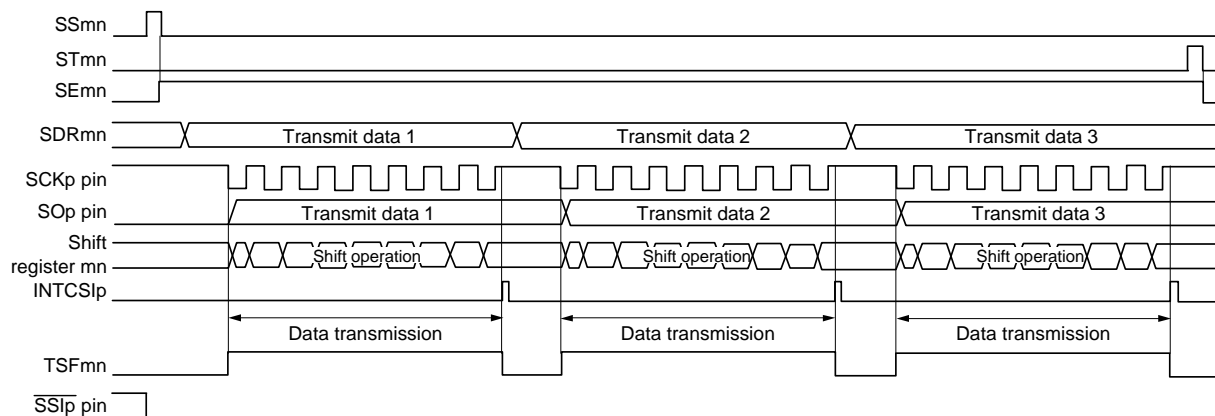 SSmn
STmn
SEmn
SDRmn Transmit data 1 Transmit data 2 Transmit data 3
SCKp pin
SOp pin Transmit data 1 Transmit data 2 Transmit data 3
Shift
register mn Shift operation Shift operation Shift operation
INTCSIp
Data transmission Data transmission Data transmission
TSFmn
SSIp pin